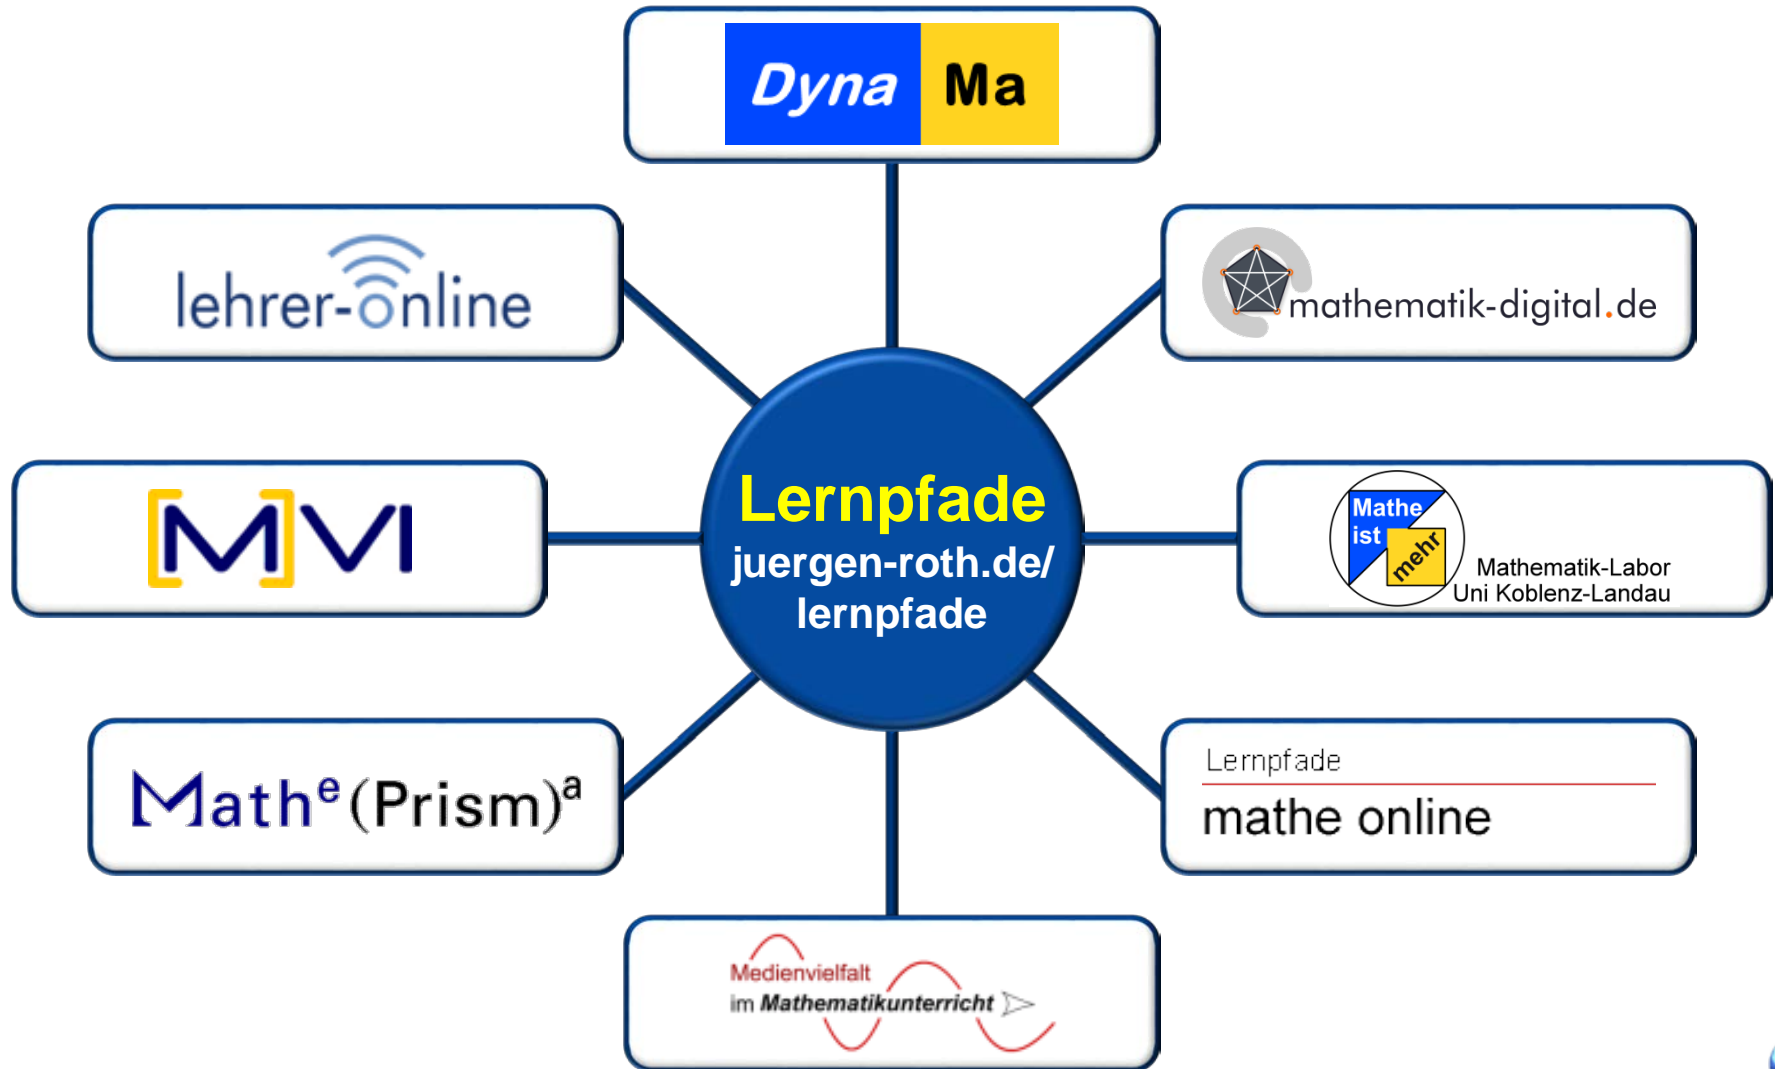 Dyna Ma
lehrer-online
mathematik-digital.de
[M]VI
Lernpfade
juergen-roth.de/
lernpfade
Mathe
ist
mehr
Mathematik-Labor
Uni Koblenz-Landau
Mathe(Prism)a
Lernpfade
mathe online
Medienvielfalt
im Mathematikunterricht